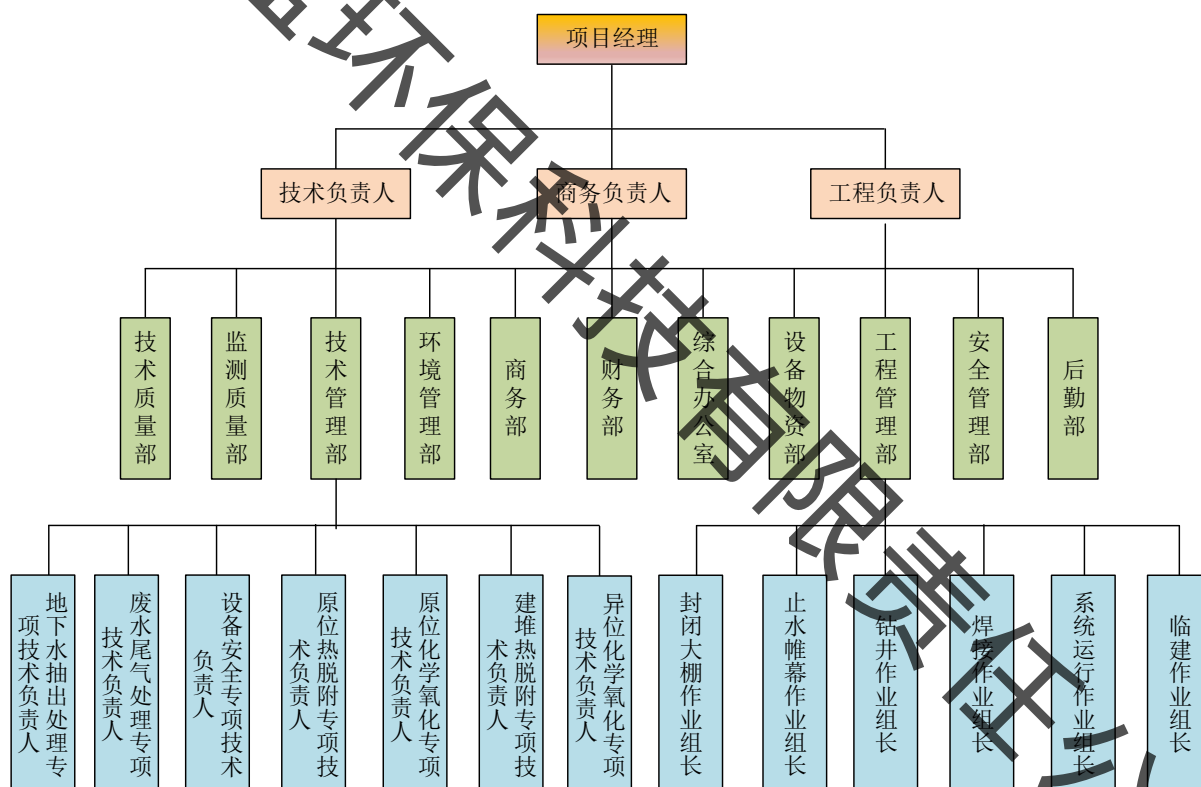 项目经理
技术负责人
商务负责人
工程负责人
技术质量部
监测质量部
技术管理部
环境管理部
商务部
财务部
综合办公室
设备物资部
工程管理部
安全管理部
后勤部
地下水抽出处理专
项技术负责人
废水尾气处理专项
技术负责人
设备安全专项技术
负责人
原位热脱附专项技
术负责人
原位化学氧化专项
技术负责人
建堆热脱附专项技
术负责人
异位化学氧化专项
技术负责人
封闭大棚作业组长
止水帷幕作业组长
钻井作业组长
焊接作业组长
系统运行作业组长
临建作业组长
环保科技有限责任公